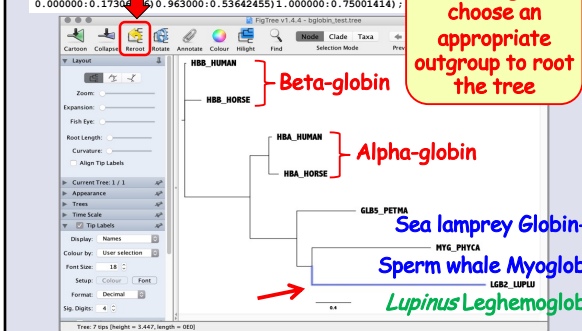 0.000000:0.1730[...]6)0.963000:0.53642455)1.000000:0.75001414);
choose an
appropriate
outgroup to root
the tree
FigTree v1.4.4 - bglobin_test.tree
Cartoon Collapse Reroot Rotate Annotate Colour Hilight Find
Node Clade Taxa
Selection Mode
Prev
Layout
Zoom:
Expansion:
Fish Eye:
Root Length:
Curvature:
Align Tip Labels
Current Tree: 1 / 1
Appearance
Trees
Time Scale
Tip Labels
Display: Names
Colour by: User selection
Font Size: 18
Setup: Colour Font
Format: Decimal
Sig. Digits: 4
HBB_HUMAN
HBB_HORSE
Beta-globin
HBA_HUMAN
HBA_HORSE
Alpha-globin
GLB5_PETMA
Sea lamprey Globin-
MYG_PHYCA
Sperm whale Myoglob
LGB2_LUPLU
Lupinus Leghemoglob
0.4
Tree: 7 tips [height = 3.447, length = 0E0]